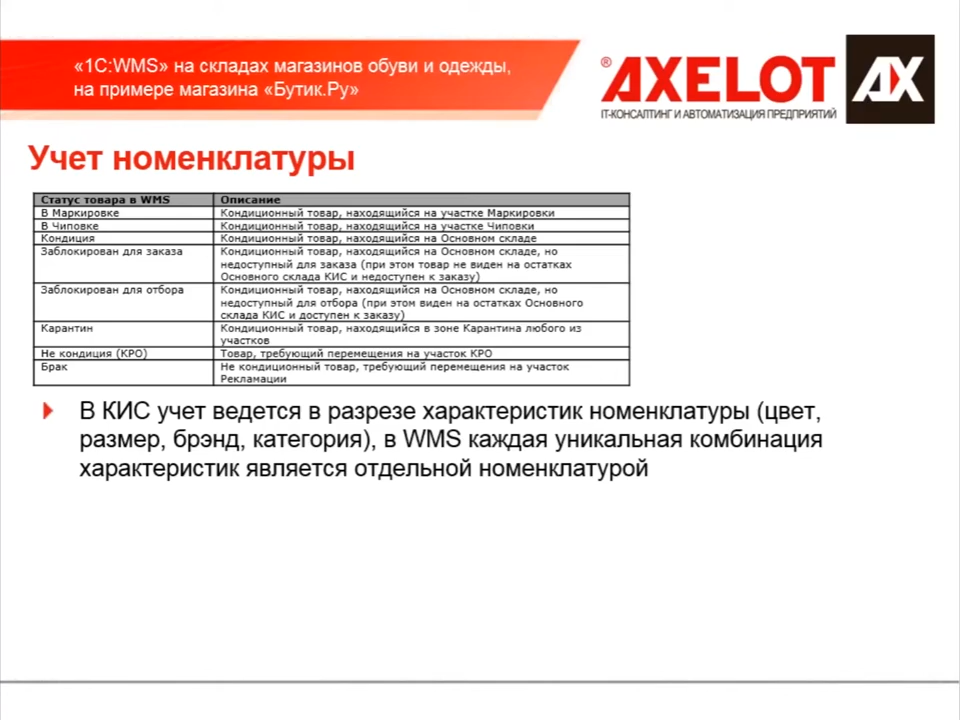 «1С:WMS» на складах магазинов обуви и одежды,
на примере магазина «Бутик.Ру»
® AXELOT AX
IT-КОНСАЛТИНГ И АВТОМАТИЗАЦИЯ ПРЕДПРИЯТИЙ
Учет номенклатуры
Статус товара в WMS Описание
В Маркировке Кондиционный товар, находящийся на участке Маркировки
В Чиповке Кондиционный товар, находящийся на участке Чиповки
Кондиция Кондиционный товар, находящийся на Основном складе
Заблокирован для заказа Кондиционный товар, находящийся на Основном складе, но
недоступный для заказа (при этом товар не виден на остатках
Основного склада КИС и недоступен к заказу)
Заблокирован для отбора Кондиционный товар, находящийся на Основном складе, но
недоступный для отбора (при этом виден на остатках Основного
склада КИС и доступен к заказу)
Карантин Кондиционный товар, находящийся в зоне Карантина любого из
участков
Не кондиция (КРО) Товар, требующий перемещения на участок КРО
Брак Не кондиционный товар, требующий перемещения на участок
Рекламации
В КИС учет ведется в разрезе характеристик номенклатуры (цвет,
размер, брэнд, категория), в WMS каждая уникальная комбинация
характеристик является отдельной номенклатурой